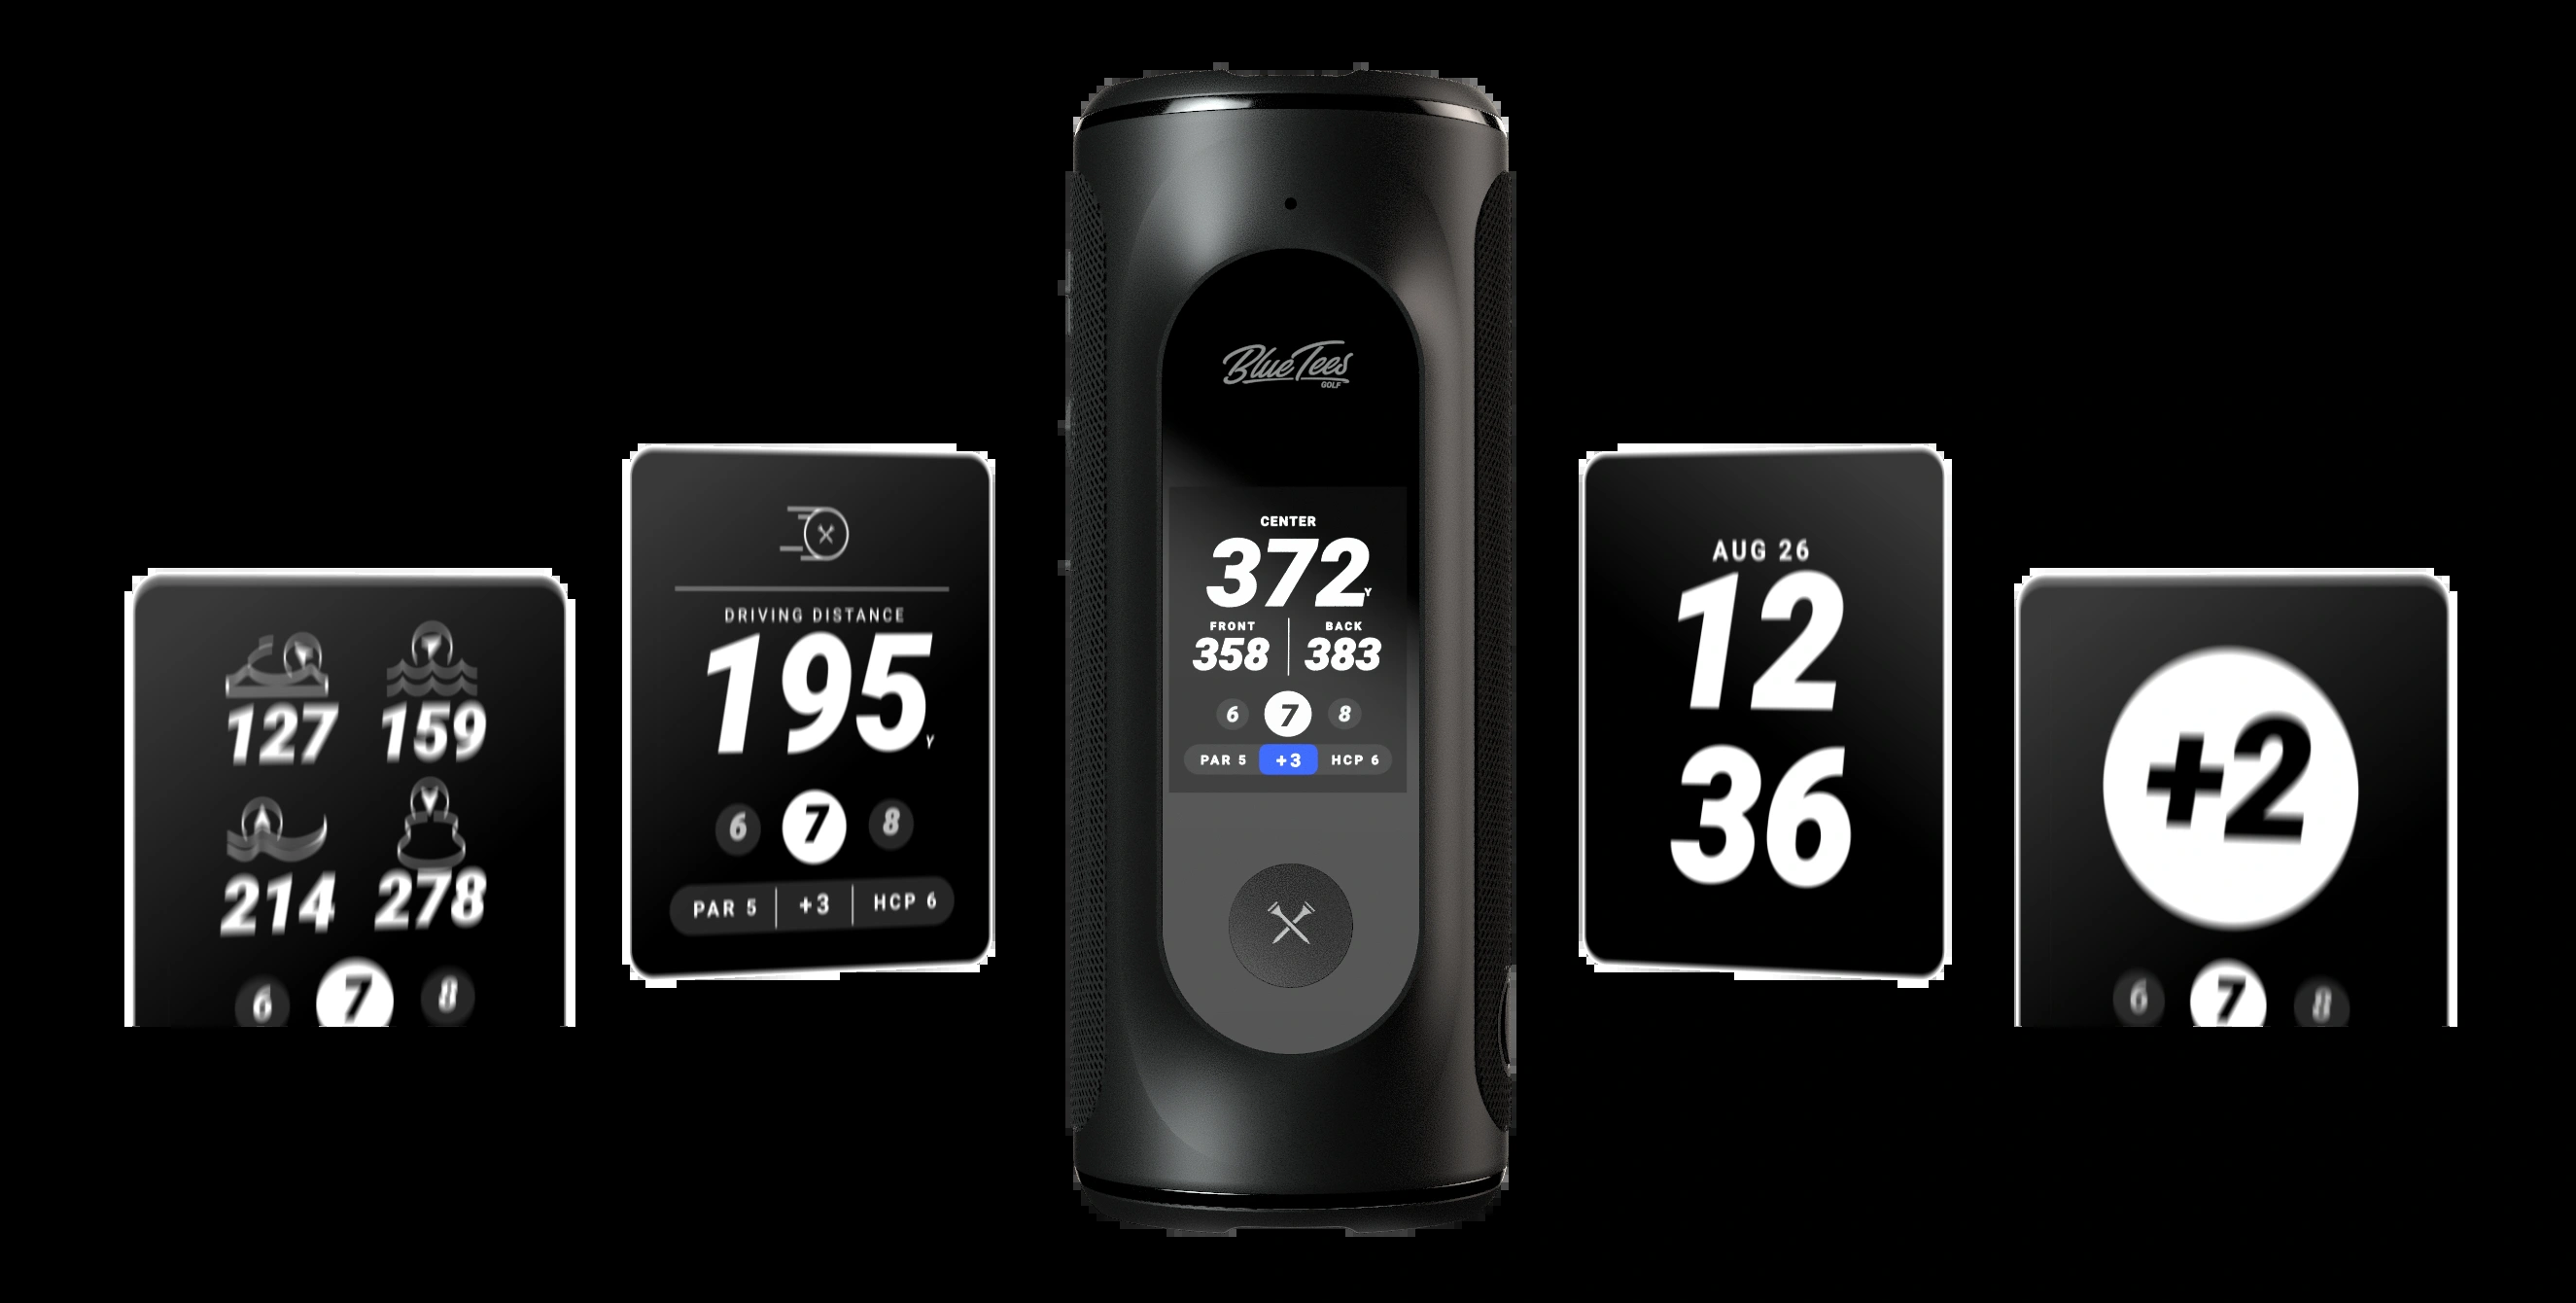 127 159
214 278
6 7 8
DRIVING DISTANCE
195Y
6 7 8
PAR 5 +3 HCP 6
Blue Tees
GOLF
CENTER
372Y
FRONT BACK
358 383
6 7 8
PAR 5 +3 HCP 6
AUG 26
12
36
+2
6 7 8